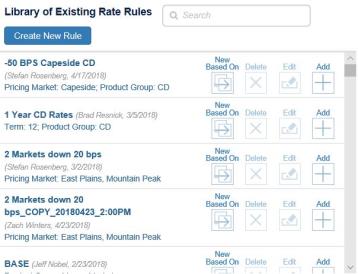 Library of Existing Rate Rules
Search
Create New Rule
-50 BPS Capeside CD
(Stefan Rosenberg, 4/17/2018)
Pricing Market: Capeside; Product Group: CD
New
Based On Delete Edit Add
1 Year CD Rates (Brad Resnick, 3/5/2018)
Term: 12; Product Group: CD
New
Based On Delete Edit Add
2 Markets down 20 bps
(Stefan Rosenberg, 3/2/2018)
Pricing Market: East Plains, Mountain Peak
New
Based On Delete Edit Add
2 Markets down 20
bps_COPY_20180423_2:00PM
(Zach Winters, 4/23/2018)
Pricing Market: East Plains, Mountain Peak
New
Based On Delete Edit Add
BASE (Jeff Nobel, 2/23/2018)
New
Based On Delete Edit Add